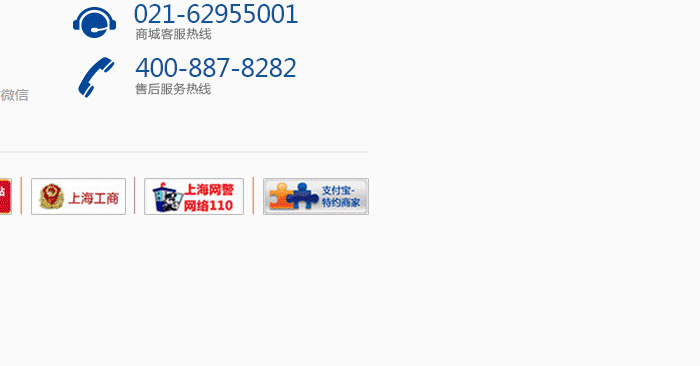 021-62955001
商城客服热线
400-887-8282
售后服务热线
微信
上海工商
上海网警
网络110
支付宝-
特约商家